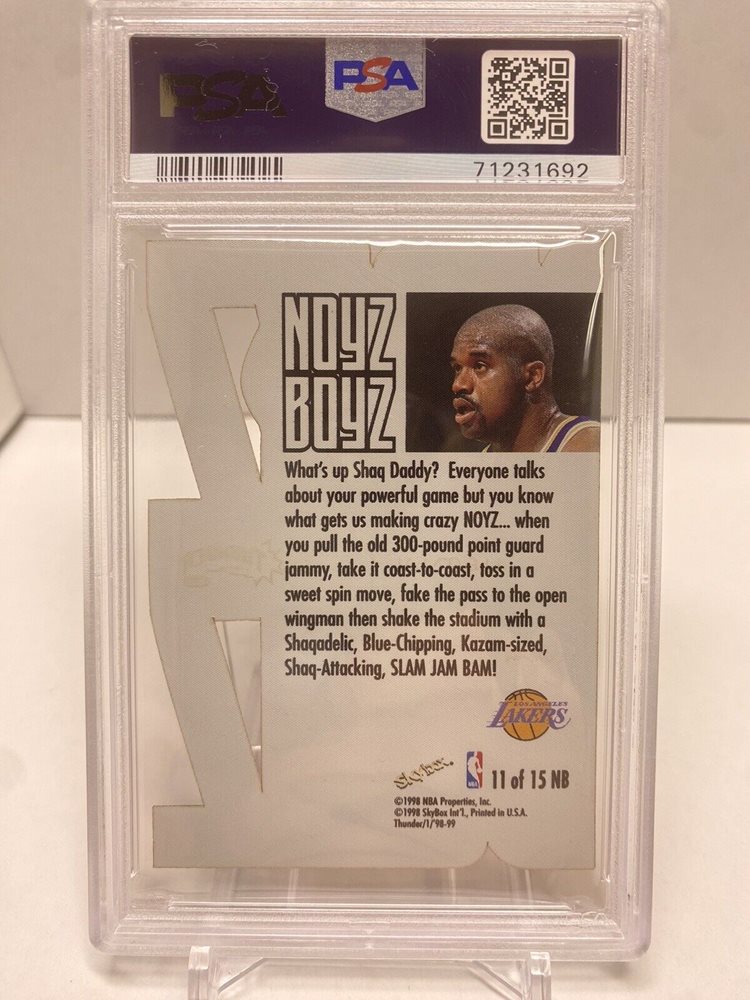 PSA
PSA
71231692
NOYZ
BOYZ
What's up Shaq Daddy? Everyone talks
about your powerful game but you know
what gets us making crazy NOYZ... when
you pull the old 300-pound point guard
jammy, take it coast-to-coast, toss in a
sweet spin move, fake the pass to the open
wingman then shake the stadium with a
Shaqadelic, Blue-Chipping, Kazam-sized,
Shaq-Attacking, SLAM JAM BAM!
LOS ANGELES
LAKERS
SkyBox.
11 of 15 NB
©1998 NBA Properties, Inc.
©1998 SkyBox Int'l., Printed in U.S.A.
Thunder/1/'98-99